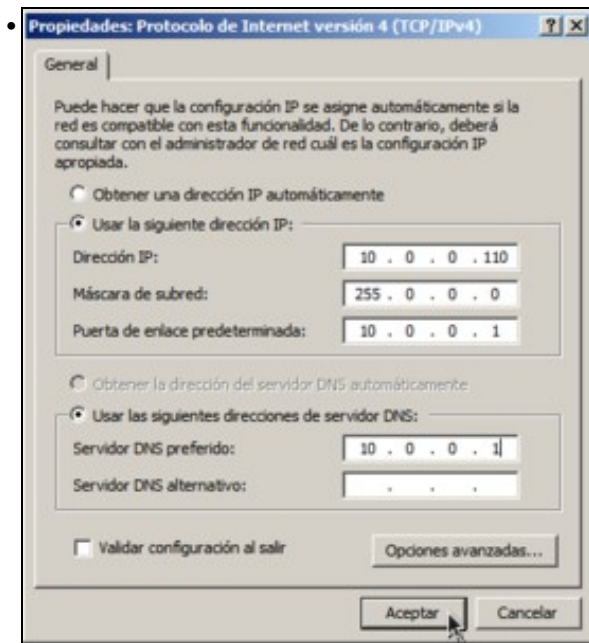 Propiedades: Protocolo de Internet versión 4 (TCP/IPv4)
General
Puede hacer que la configuración IP se asigne automáticamente si la
red es compatible con esta funcionalidad. De lo contrario, deberá
consultar con el administrador de red cuál es la configuración IP
apropiada.
Obtener una dirección IP automáticamente
Usar la siguiente dirección IP:
Dirección IP: 10 . 0 . 0 . 110
Máscara de subred: 255 . 0 . 0 . 0
Puerta de enlace predeterminada: 10 . 0 . 0 . 1
Obtener la dirección del servidor DNS automáticamente
Usar las siguientes direcciones de servidor DNS:
Servidor DNS preferido: 10 . 0 . 0 . 1
Servidor DNS alternativo: . . .
Validar configuración al salir Opciones avanzadas...
Aceptar Cancelar